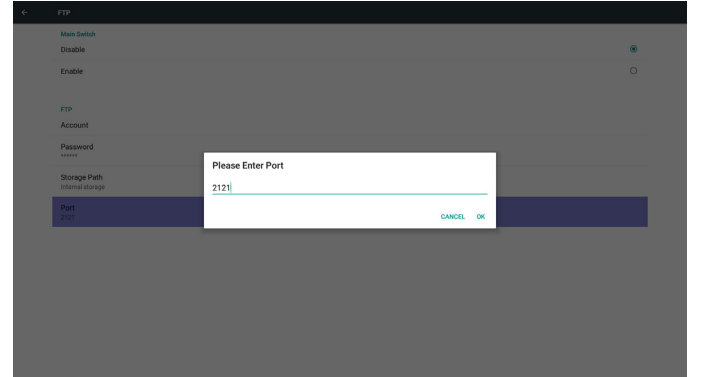 FTP
Main Switch
Disable
Enable
FTP
Account
Password
******
Storage Path
Internal storage
Port
2121
Please Enter Port
2121
CANCEL OK